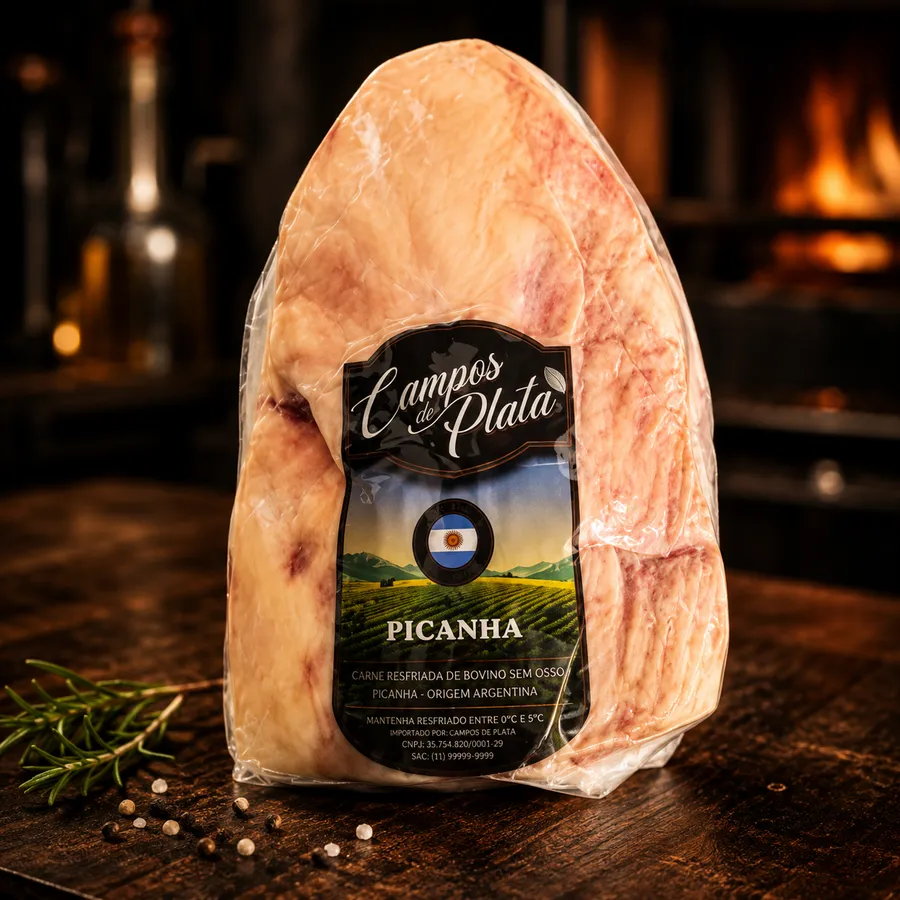 Campos
de Plata
PICANHA
CARNE RESFRIADA DE BOVINO SEM OSSO
PICANHA - ORIGEM ARGENTINA
MANTENHA RESFRIADO ENTRE 0°C E 5°C
IMPORTADO POR: CAMPOS DE PLATA
CNPJ: 35.754.820/0001-29
SAC: (11) 99999-9999